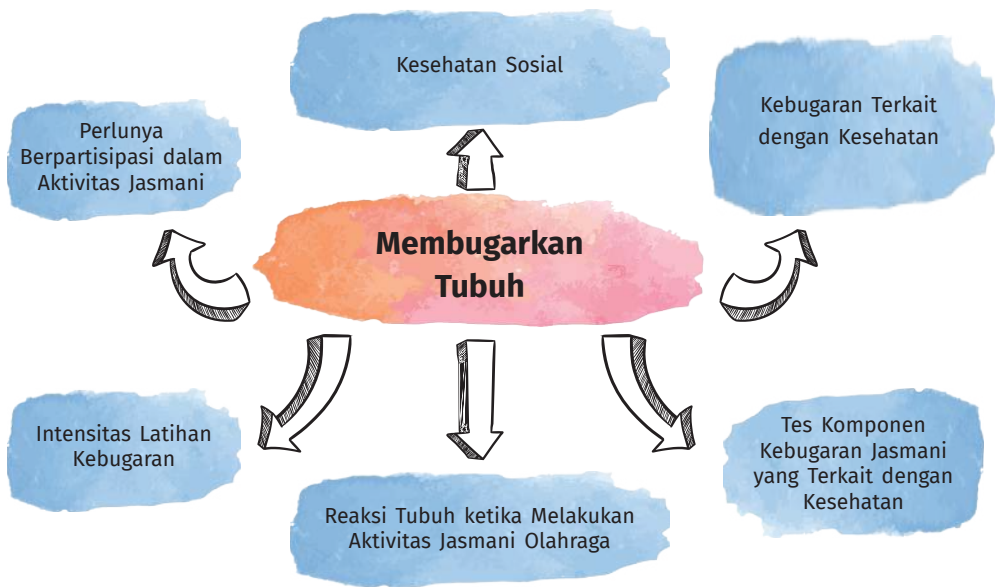 Kesehatan Sosial
Perlunya
Berpartisipasi dalam
Aktivitas Jasmani
Kebugaran Terkait
dengan Kesehatan
Membugarkan
Tubuh
Intensitas Latihan
Kebugaran
Reaksi Tubuh ketika Melakukan
Aktivitas Jasmani Olahraga
Tes Komponen
Kebugaran Jasmani
yang Terkait dengan
Kesehatan